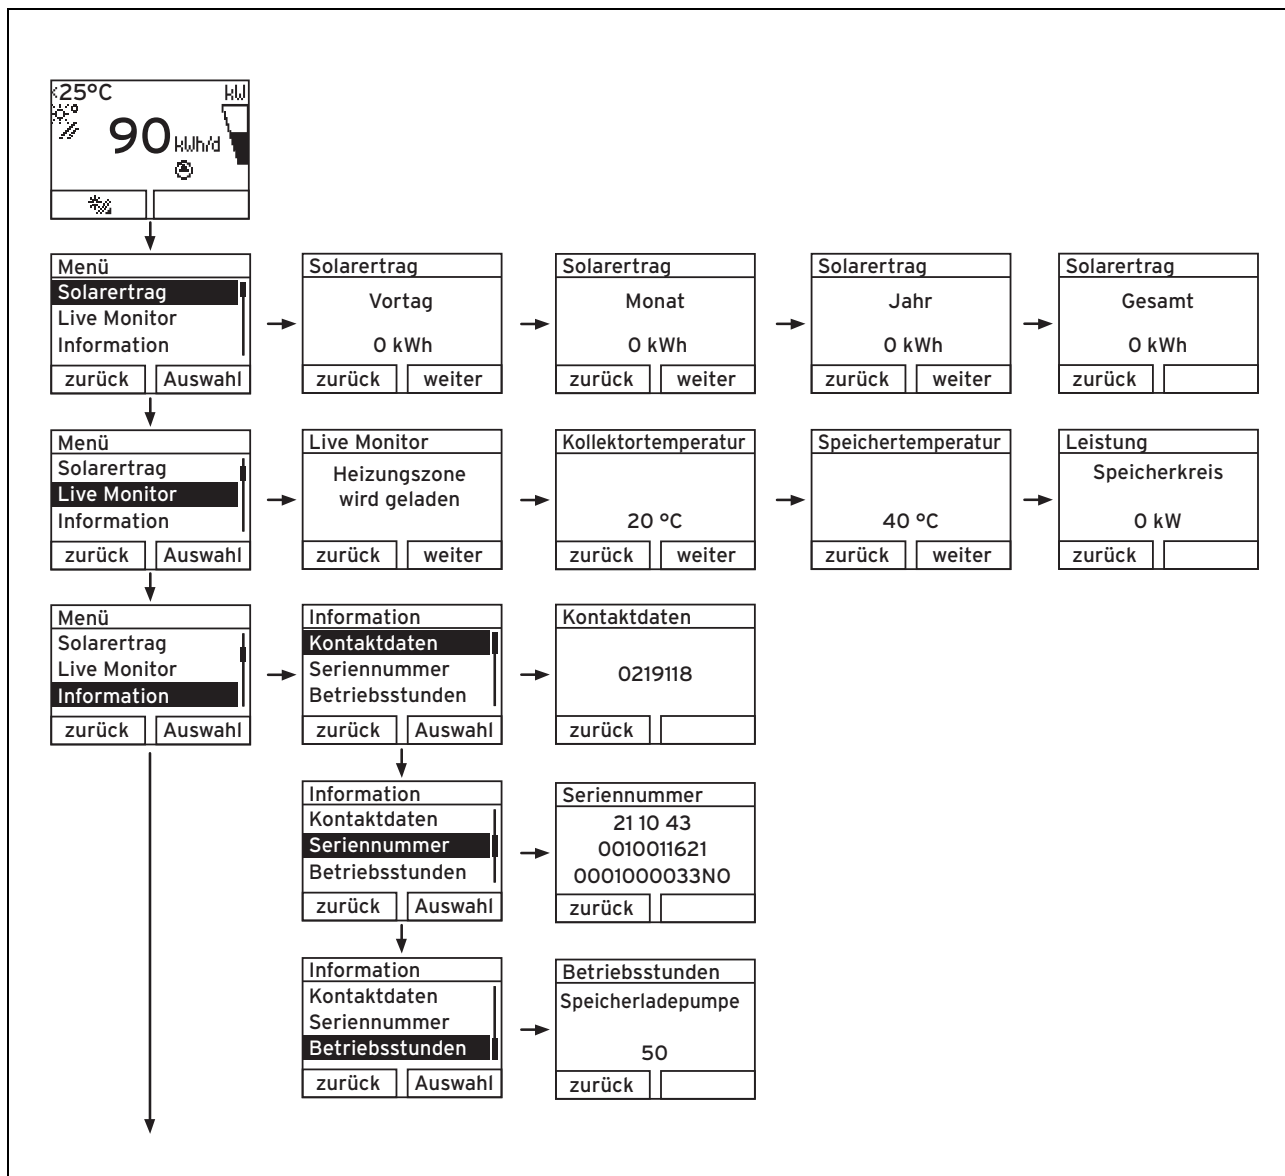 25°C kW
90 kWh/d
Menü
Solarertrag
Live Monitor
Information
zurück Auswahl
Solarertrag
Vortag
0 kWh
zurück weiter
Solarertrag
Monat
0 kWh
zurück weiter
Solarertrag
Jahr
0 kWh
zurück weiter
Solarertrag
Gesamt
0 kWh
zurück
Menü
Solarertrag
Live Monitor
Information
zurück Auswahl
Live Monitor
Heizungszone
wird geladen
zurück weiter
Kollektortemperatur
20 °C
zurück weiter
Speichertemperatur
40 °C
zurück weiter
Leistung
Speicherkreis
0 kW
zurück
Menü
Solarertrag
Live Monitor
Information
zurück Auswahl
Information
Kontaktdaten
Seriennummer
Betriebsstunden
zurück Auswahl
Kontaktdaten
0219118
zurück
Information
Kontaktdaten
Seriennummer
Betriebsstunden
zurück Auswahl
Seriennummer
21 10 43
0010011621
0001000033N0
zurück
Information
Kontaktdaten
Seriennummer
Betriebsstunden
zurück Auswahl
Betriebsstunden
Speicherladepumpe
50
zurück